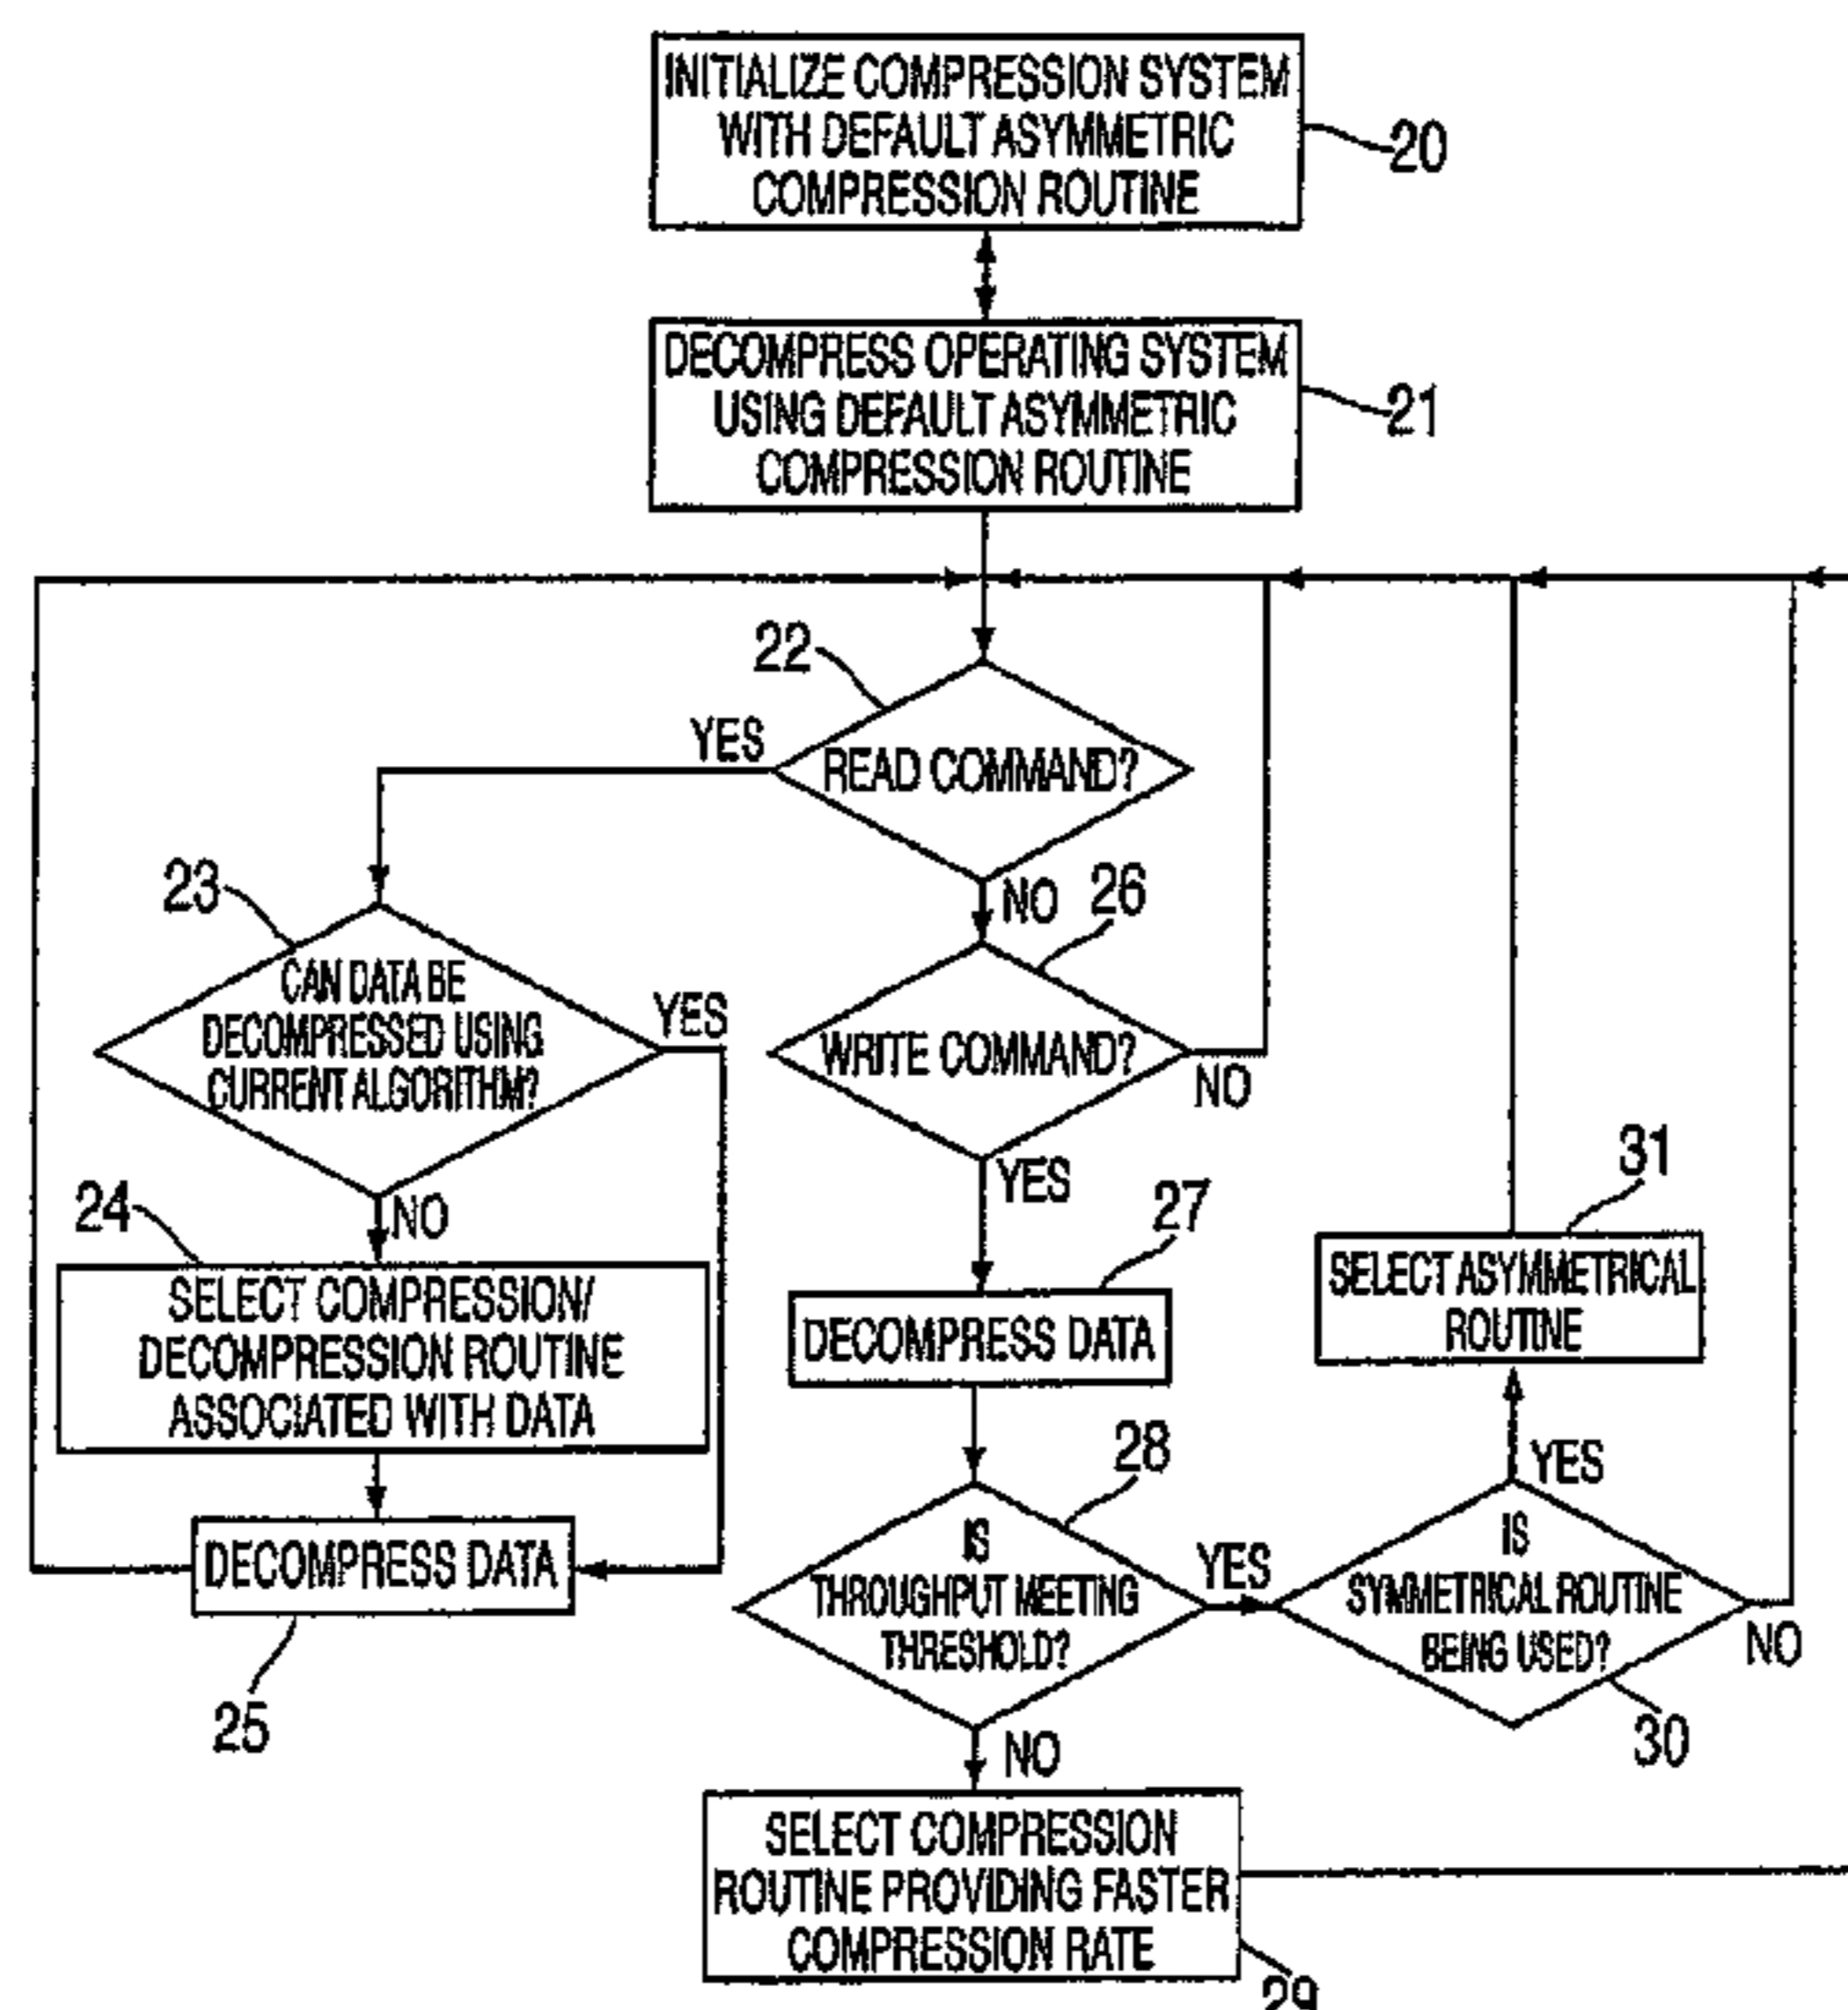 INITIALIZE COMPRESSION SYSTEM
WITH DEFAULT ASYMMETRIC
COMPRESSION ROUTINE
20
DECOMPRESS OPERATING SYSTEM
USING DEFAULT ASYMMETRIC
COMPRESSION ROUTINE
21
22
YES
READ COMMAND?
NO
23
CAN DATA BE
DECOMPRESSED USING
CURRENT ALGORITHM?
YES
NO
26
WRITE COMMAND?
NO
YES
24
SELECT COMPRESSION/
DECOMPRESSION ROUTINE
ASSOCIATED WITH DATA
DECOMPRESS DATA
25
27
DECOMPRESS DATA
28
IS
THROUGHPUT MEETING
THRESHOLD?
YES
NO
31
SELECT ASYMMETRICAL
ROUTINE
YES
IS
SYMMETRICAL ROUTINE
BEING USED?
NO
30
SELECT COMPRESSION
ROUTINE PROVIDING FASTER
COMPRESSION RATE
29